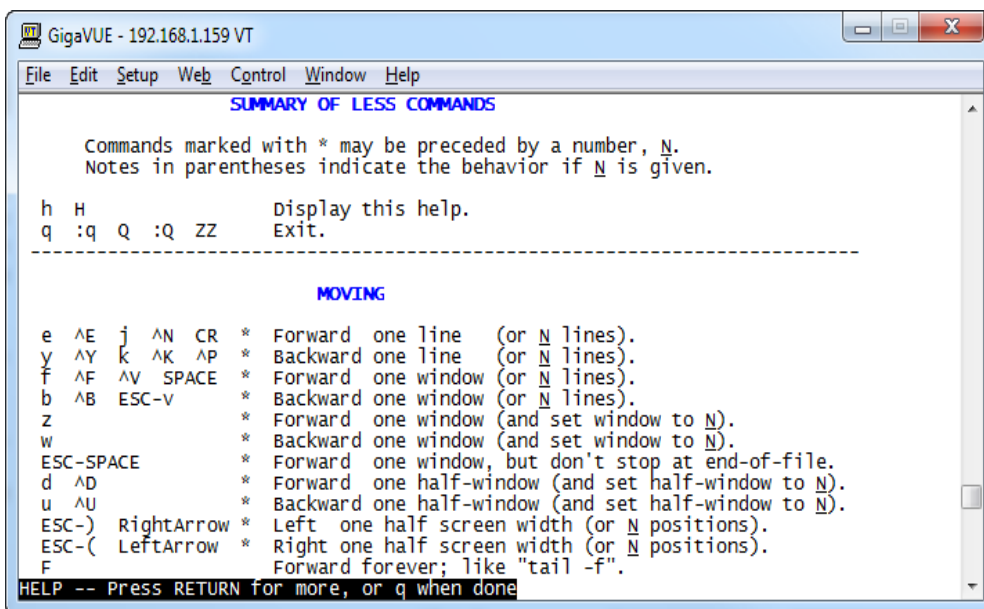 GigaVUE - 192.168.1.159 VT
File Edit Setup Web Control Window Help
SUMMARY OF LESS COMMANDS
Commands marked with * may be preceded by a number, N.
Notes in parentheses indicate the behavior if N is given.
h H Display this help.
q :q Q :Q ZZ Exit.
---------------------------------------------------------------------------
MOVING
e ^E j ^N CR * Forward one line (or N lines).
y ^Y k ^K ^P * Backward one line (or N lines).
f ^F ^V SPACE * Forward one window (or N lines).
b ^B ESC-v * Backward one window (or N lines).
z * Forward one window (and set window to N).
w * Backward one window (and set window to N).
ESC-SPACE * Forward one window, but don't stop at end-of-file.
d ^D * Forward one half-window (and set half-window to N).
u ^U * Backward one half-window (and set half-window to N).
ESC-) RightArrow * Left one half screen width (or N positions).
ESC-( LeftArrow * Right one half screen width (or N positions).
F Forward forever; like "tail -f".
HELP -- Press RETURN for more, or q when done